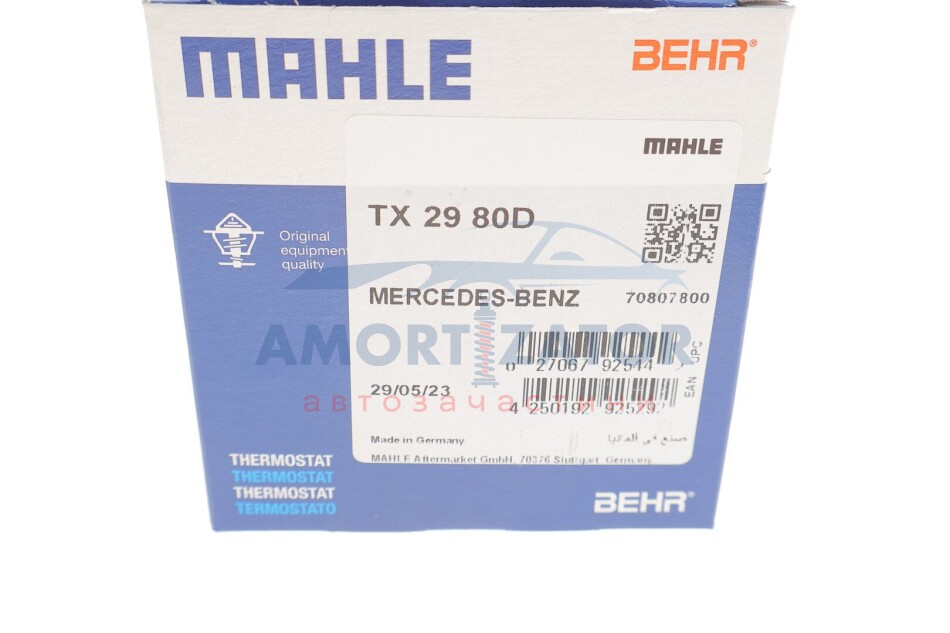 MAHLE
BEHR®
MAHLE
TX 29 80D
Original
equipment
quality
MERCEDES-BENZ
70807800
AMORTIZATOR
UPC
0 27067 92544
29/05/23
EAN
автозачастини
4 250192 92529
Made in Germany
صنع في ألمانيا
MAHLE Aftermarket GmbH, 70376 Stuttgart, Germany
THERMOSTAT
THERMOSTAT
THERMOSTAT
TERMOSTATO
BEHR®